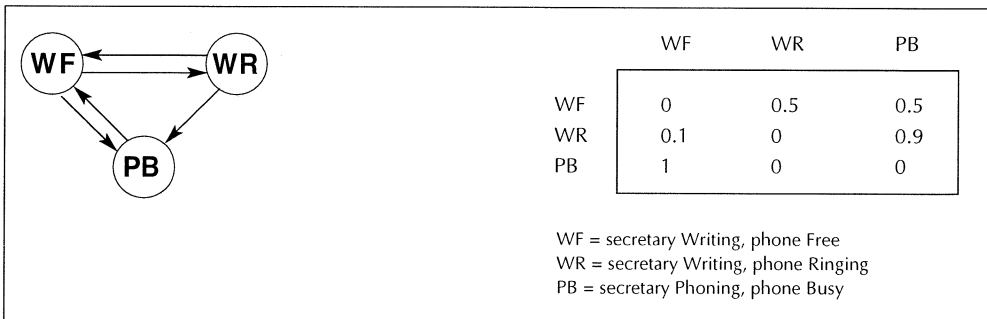 WF WR
PB
WF WR PB
WF 0 0.5 0.5
WR 0.1 0 0.9
PB 1 0 0
WF = secretary Writing, phone Free
WR = secretary Writing, phone Ringing
PB = secretary Phoning, phone Busy